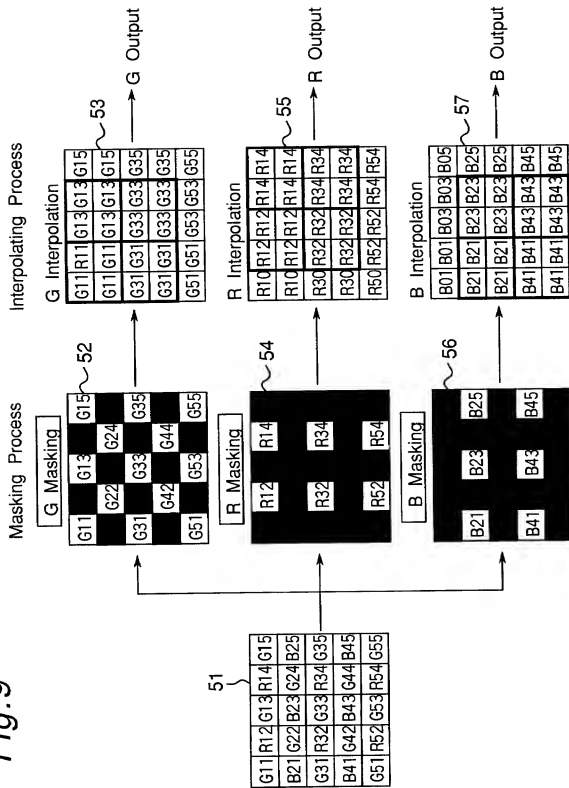 Fig.9
Masking Process
Interpolating Process
51
G11 R12 G13 R14 G15
B21 G22 B23 G24 B25
G31 R32 G33 R34 G35
B41 G42 B43 G44 B45
G51 R52 G53 R54 G55
G Masking
52
G11 G13 G15
G22 G24
G31 G33 G35
G42 G44
G51 G53 G55
G Interpolation
53
G11 R11 G13 G13 G15
G11 G11 G13 G13 G15
G31 G31 G33 G33 G35
G31 G31 G33 G33 G35
G51 G51 G53 G53 G55
G Output
R Masking
54
R12 R14
R32 R34
R52 R54
R Interpolation
55
R10 R12 R12 R14 R14
R10 R12 R12 R14 R14
R30 R32 R32 R34 R34
R30 R32 R32 R34 R34
R50 R52 R52 R54 R54
R Output
B Masking
56
B21 B23 B25
B41 B43 B45
B Interpolation
57
B01 B01 B03 B03 B05
B21 B21 B23 B23 B25
B21 B21 B23 B23 B25
B41 B41 B43 B43 B45
B41 B41 B43 B43 B45
B Output